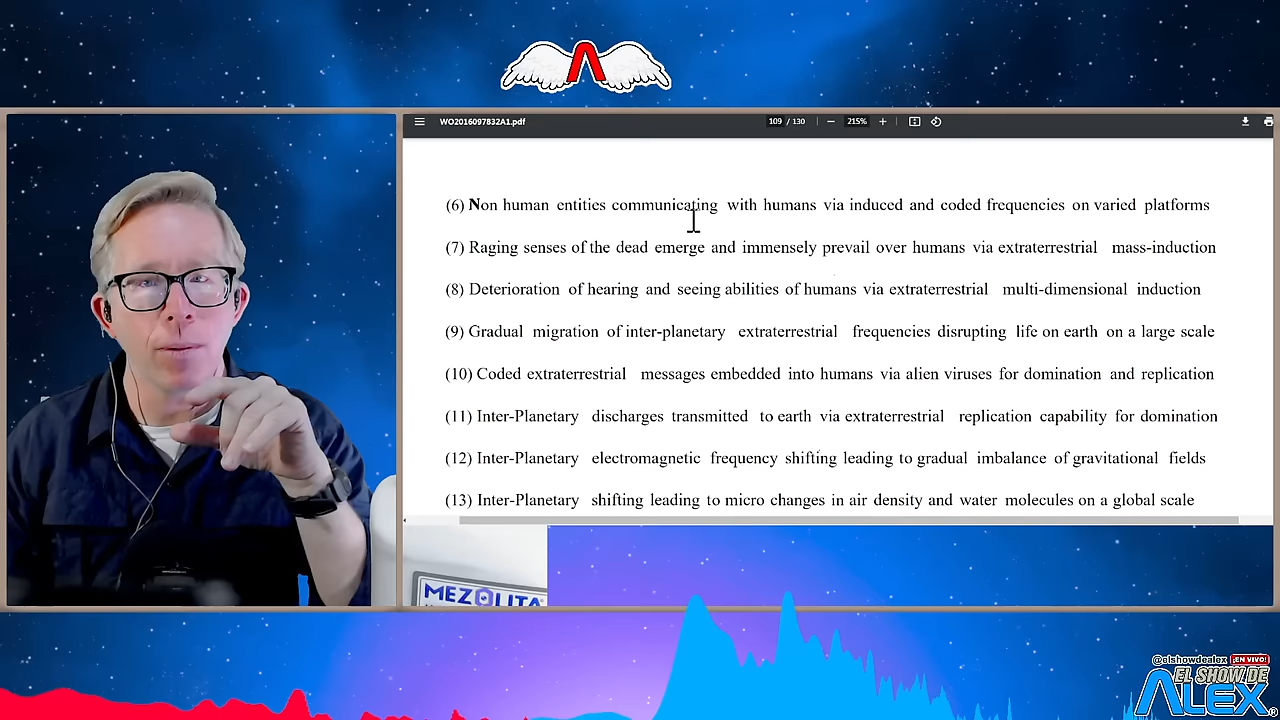 WO2016097832A1.pdf
109 / 130
215%
(6) Non human entities communicating with humans via induced and coded frequencies on varied platforms
(7) Raging senses of the dead emerge and immensely prevail over humans via extraterrestrial mass-induction
(8) Deterioration of hearing and seeing abilities of humans via extraterrestrial multi-dimensional induction
(9) Gradual migration of inter-planetary extraterrestrial frequencies disrupting life on earth on a large scale
(10) Coded extraterrestrial messages embedded into humans via alien viruses for domination and replication
(11) Inter-Planetary discharges transmitted to earth via extraterrestrial replication capability for domination
(12) Inter-Planetary electromagnetic frequency shifting leading to gradual imbalance of gravitational fields
(13) Inter-Planetary shifting leading to micro changes in air density and water molecules on a global scale
MEZQLITA
@elshowdealex ¡EN VIVO!
EL SHOW DE
ALEX